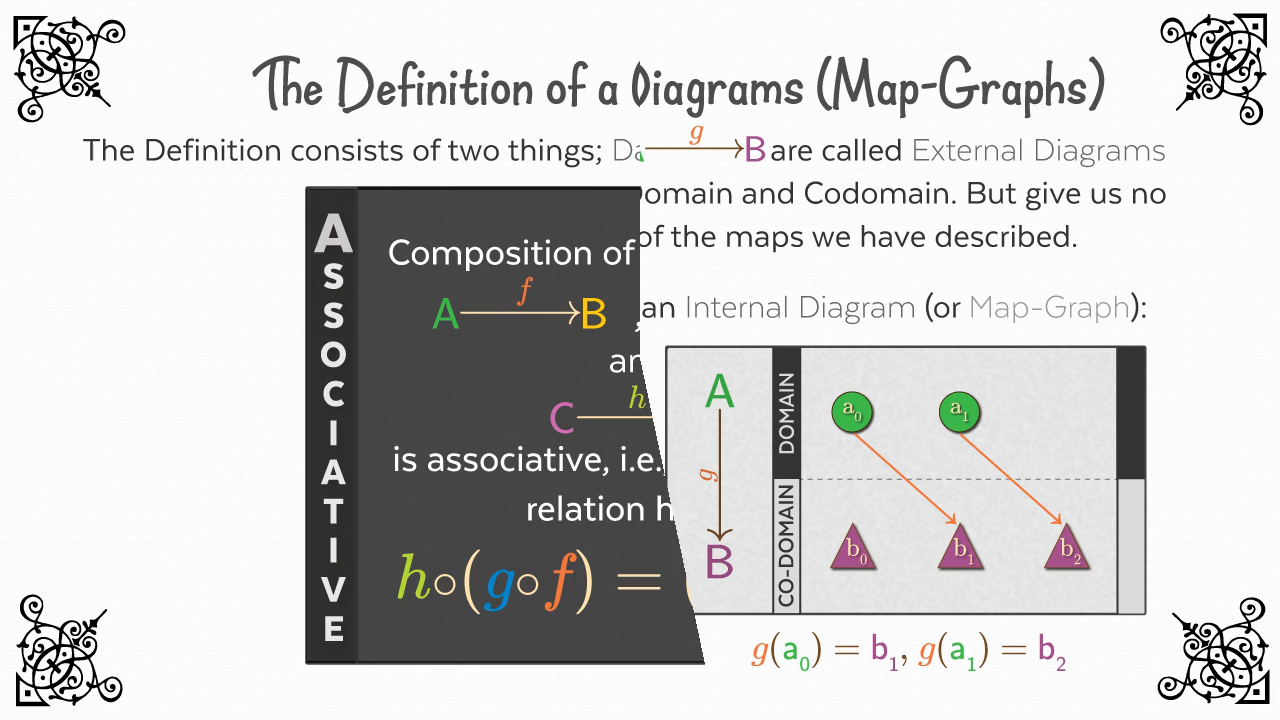 The Definition of a Diagrams (Map-Graphs)
The Definition consists of two things; g B are called External Diagrams
Domain and Codomain. But give us no
of the maps we have described.
an Internal Diagram (or Map-Graph):
ASSOCIATIVE
Composition of
A f B ,
C h
is associative, i.e.
relation
h∘(g∘f) = (
A g B
DOMAIN
a₀ a₁
CO-DOMAIN
b₀ b₁ b₂
g(a₀) = b₁, g(a₁) = b₂